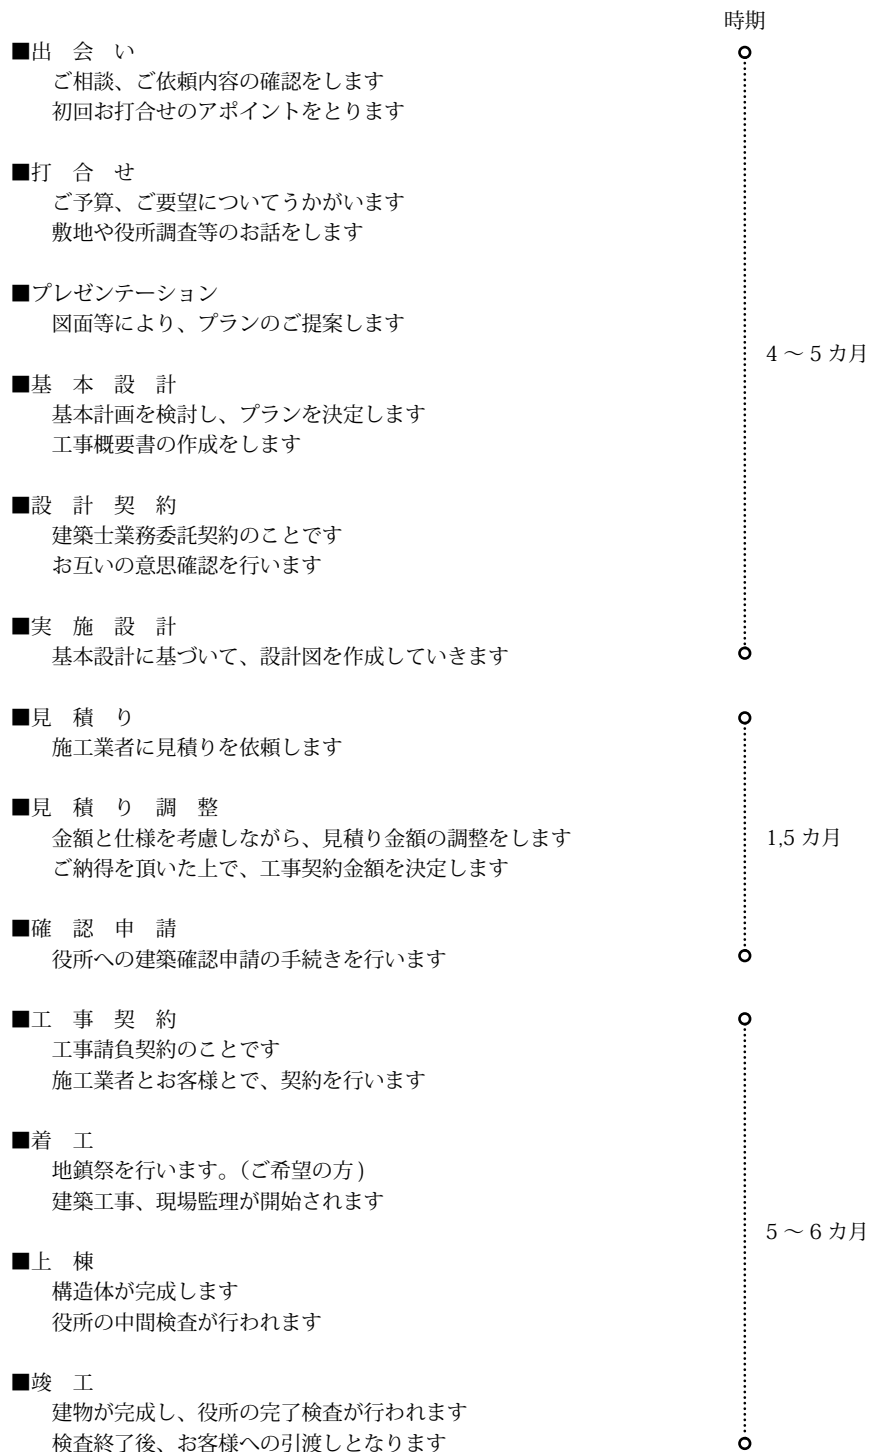 時期
■出　会　い
ご相談、ご依頼内容の確認をします
初回お打合せのアポイントをとります
■打　合　せ
ご予算、ご要望についてうかがいます
敷地や役所調査等のお話をします
■プレゼンテーション
図面等により、プランのご提案します
4 〜 5 カ月
■基　本　設　計
基本計画を検討し、プランを決定します
工事概要書の作成をします
■設　計　契　約
建築士業務委託契約のことです
お互いの意思確認を行います
■実　施　設　計
基本設計に基づいて、設計図を作成していきます
■見　積　り
施工業者に見積りを依頼します
■見　積　り　調　整
金額と仕様を考慮しながら、見積り金額の調整をします
1,5 カ月
ご納得を頂いた上で、工事契約金額を決定します
■確　認　申　請
役所への建築確認申請の手続きを行います
■工　事　契　約
工事請負契約のことです
施工業者とお客様とで、契約を行います
■着　工
地鎮祭を行います。（ご希望の方 )
建築工事、現場監理が開始されます
5 〜 6 カ月
■上　棟
構造体が完成します
役所の中間検査が行われます
■竣　工
建物が完成し、役所の完了検査が行われます
検査終了後、お客様への引渡しとなります